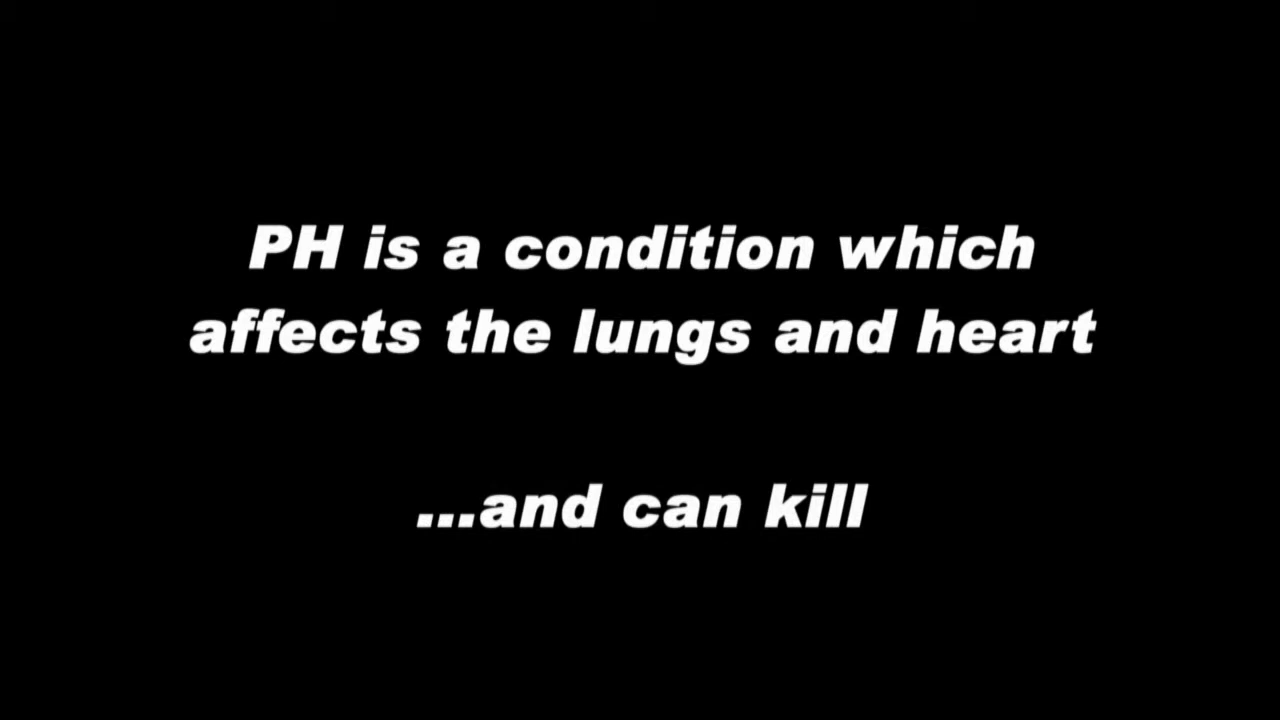 PH is a condition which
affects the lungs and heart
...and can kill